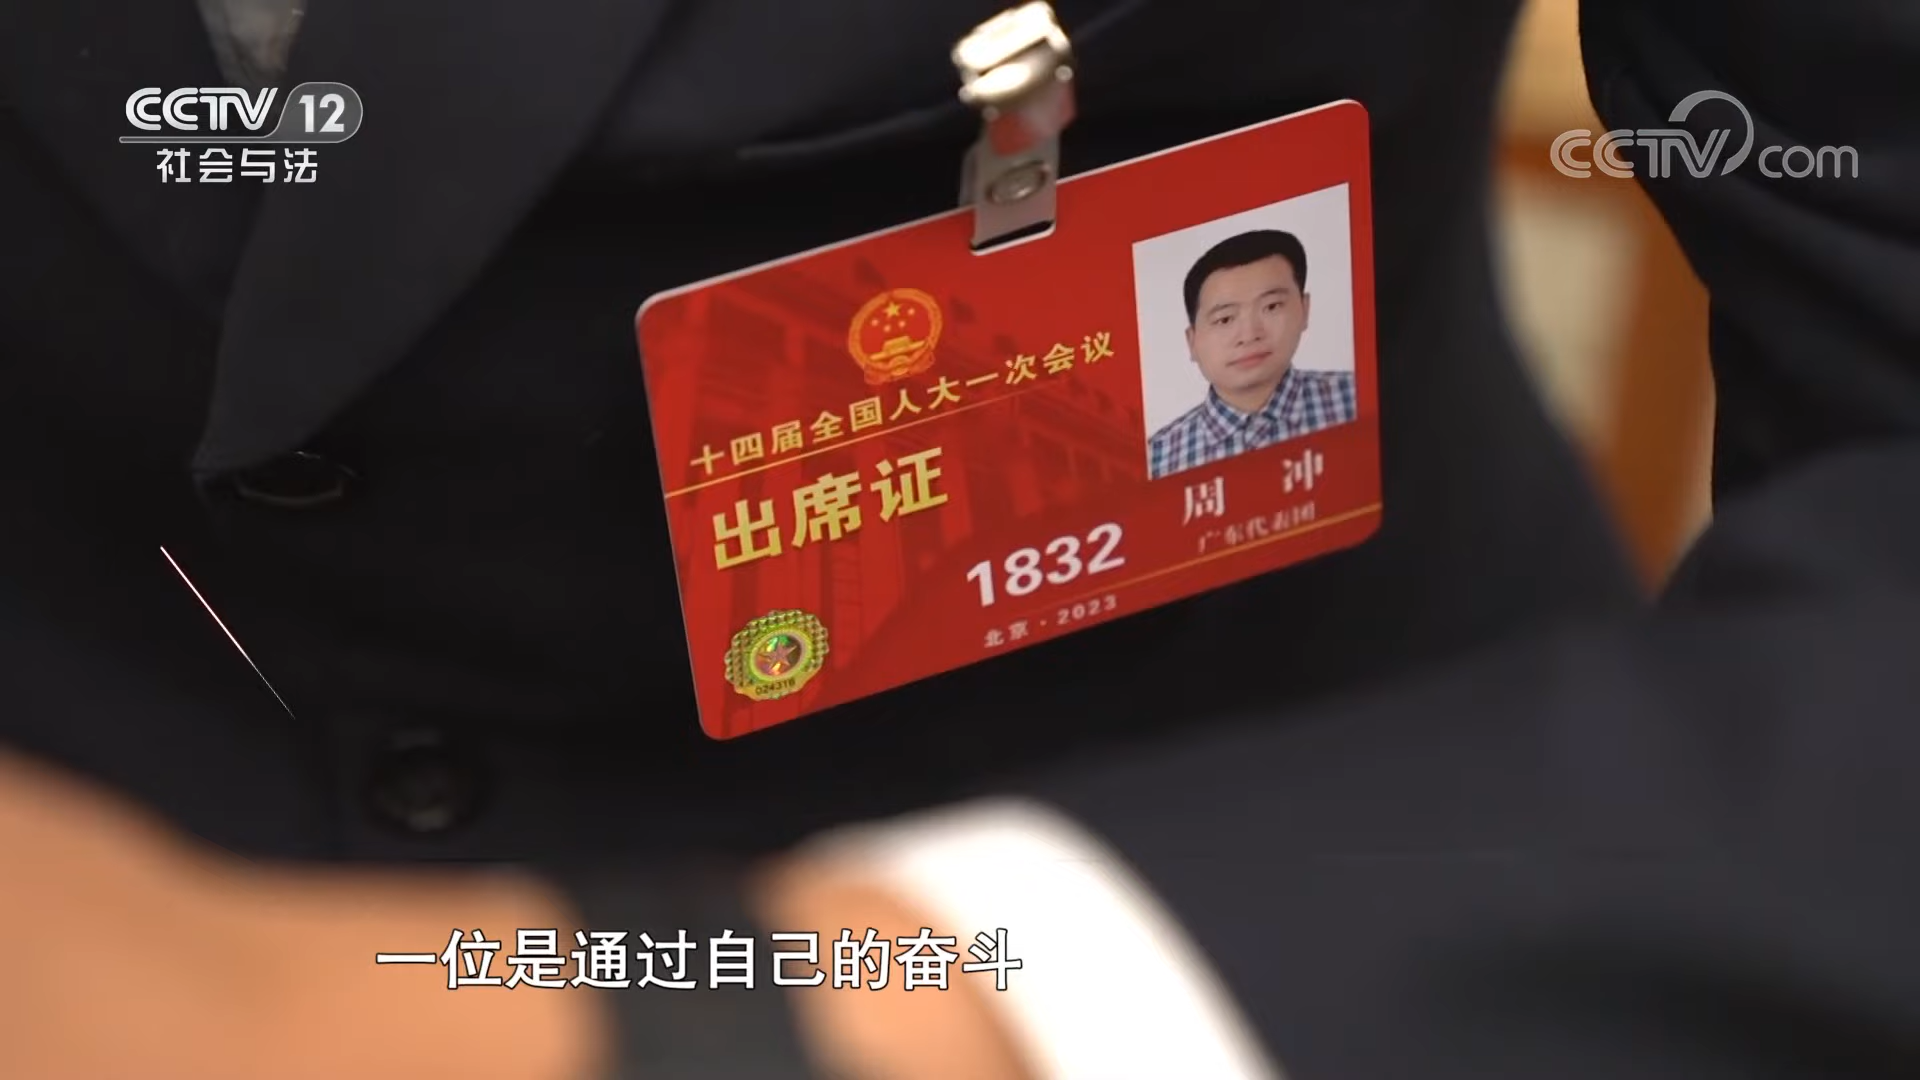 CCTV 12
社会与法
CCTV com
十四届全国人大一次会议
出席证
周 冲
广东代表团
1832
北京·2023
024316
一位是通过自己的奋斗